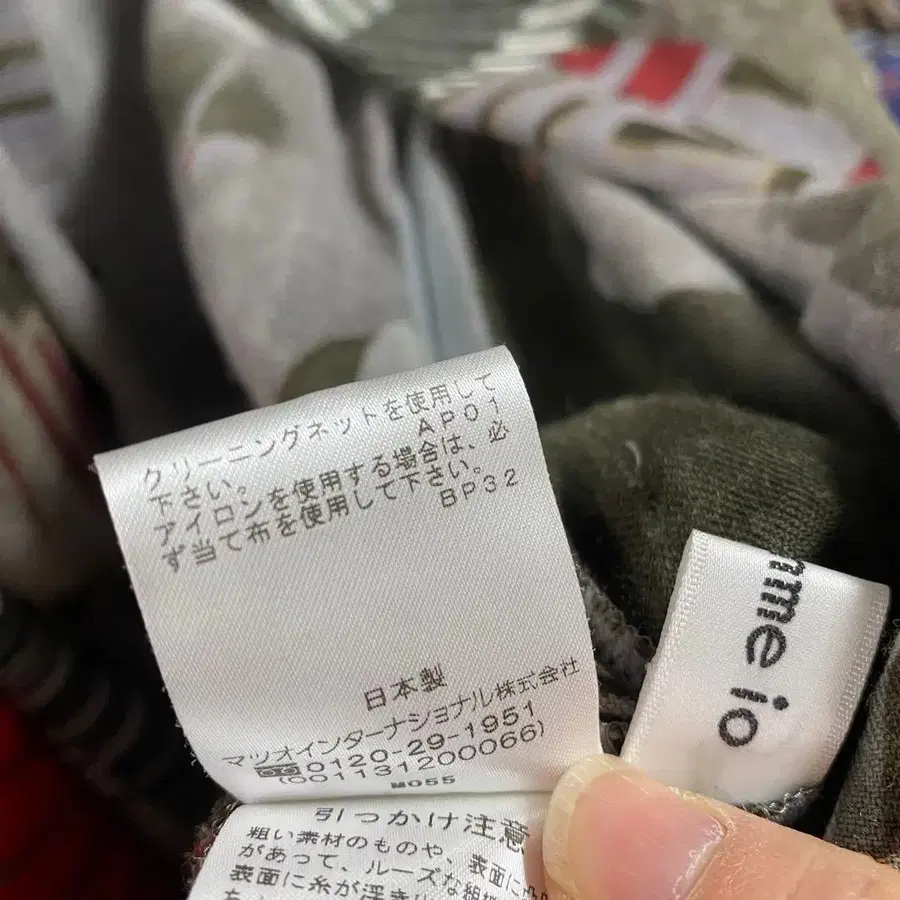 クリーニングネットを使用して
下さい。 AP01
アイロンを使用する場合は、必
ず当て布を使用して下さい。
BP32
日本製
マツオインターナショナル株式会社
0120-29-1951
(001131200066)
M055
引っかけ注意
粗い素材のものや、表面に凸
があって、ルーズな組織
表面に糸が浮き
mme io